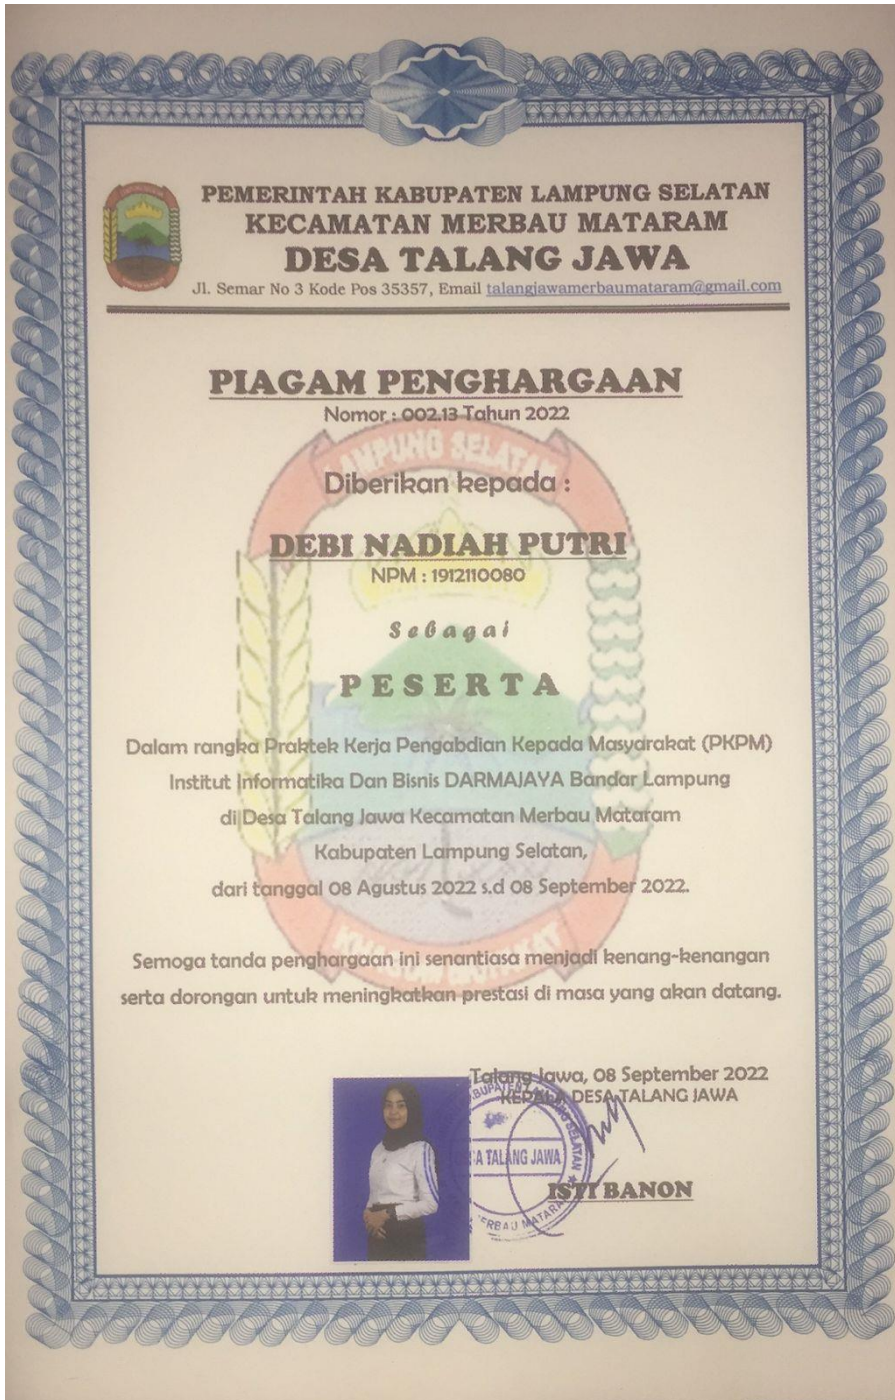 PEMERINTAH KABUPATEN LAMPUNG SELATAN
KECAMATAN MERBAU MATARAM
DESA TALANG JAWA
Jl. Semar No 3 Kode Pos 35357, Email talangjawamerbaumataram@gmail.com
PIAGAM PENGHARGAAN
Nomor : 002.13 Tahun 2022
LAMPUNG SELATAN
Diberikan kepada :
DEBI NADIAH PUTRI
NPM : 1912110080
Sebagai
PESERTA
Dalam rangka Praktek Kerja Pengabdian Kepada Masyarakat (PKPM)
Institut Informatika Dan Bisnis DARMAJAYA Bandar Lampung
di Desa Talang Jawa Kecamatan Merbau Mataram
Kabupaten Lampung Selatan,
dari tanggal 08 Agustus 2022 s.d 08 September 2022.
Semoga tanda penghargaan ini senantiasa menjadi kenang-kenangan
serta dorongan untuk meningkatkan prestasi di masa yang akan datang.
Talang Jawa, 08 September 2022
KEPALA DESA TALANG JAWA
A TALANG JAWA
ISTI BANON